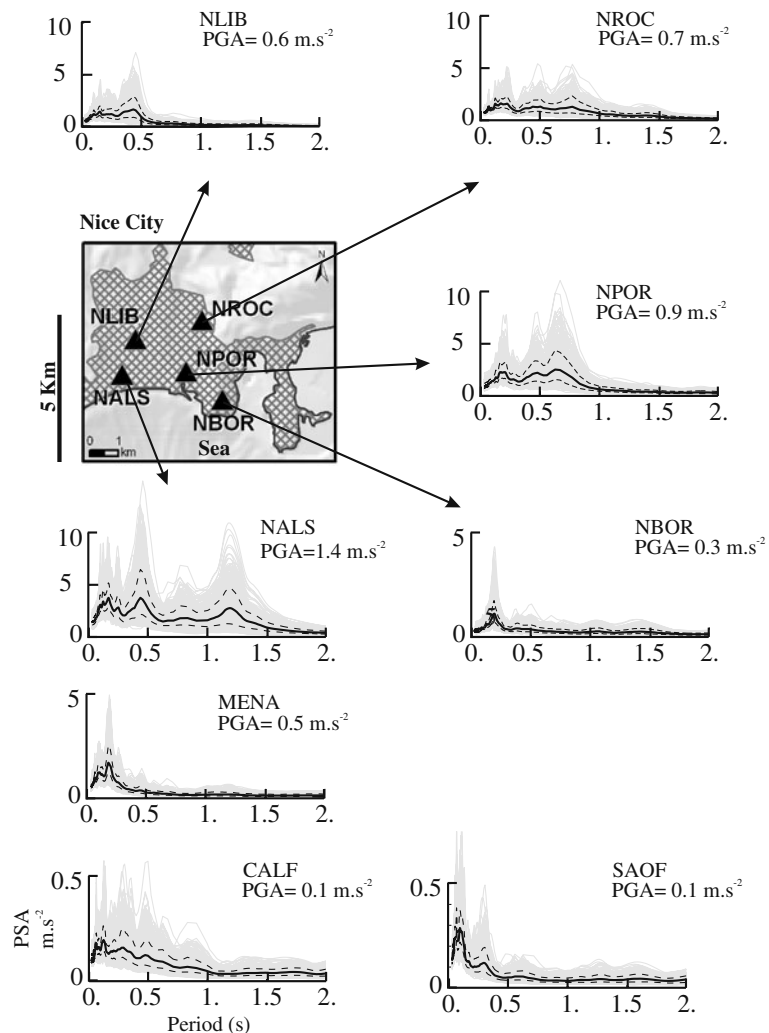 NLIB
PGA= 0.6 m.s⁻²
10
5
0
0. 0.5 1. 1.5 2.
NROC
PGA= 0.7 m.s⁻²
10
5
0
0. 0.5 1. 1.5 2.
Nice City
N
NLIB
NROC
NPOR
NALS
NBOR
Sea
0 1
km
5 Km
NPOR
PGA= 0.9 m.s⁻²
10
5
0
0. 0.5 1. 1.5 2.
NALS
PGA=1.4 m.s⁻²
10
5
0
0. 0.5 1. 1.5 2.
NBOR
PGA= 0.3 m.s⁻²
5
0
0. 0.5 1. 1.5 2.
MENA
PGA= 0.5 m.s⁻²
5
0
0. 0.5 1. 1.5 2.
CALF
PGA= 0.1 m.s⁻²
0.5
0
0. 0.5 1. 1.5 2.
PSA
m.s⁻²
Period (s)
SAOF
PGA= 0.1 m.s⁻²
0.5
0
0. 0.5 1. 1.5 2.